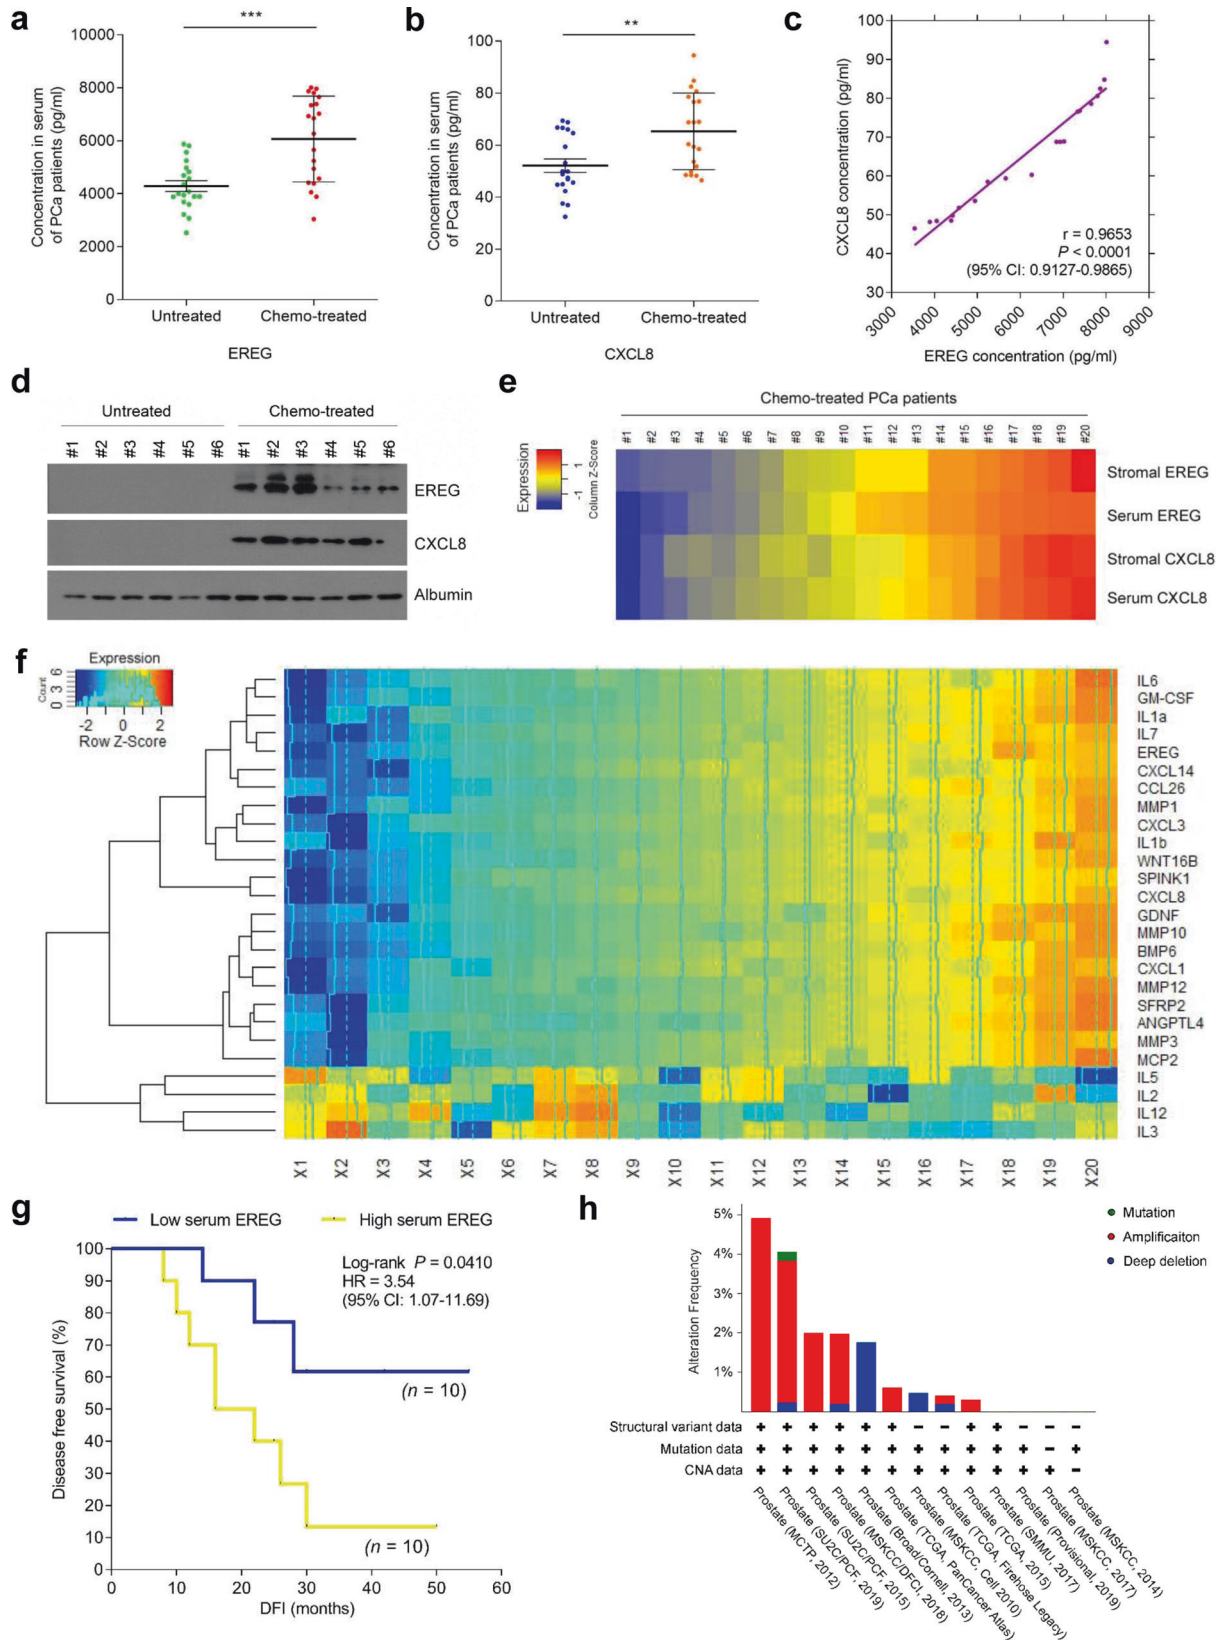 a
***
10000
8000
6000
4000
2000
0
Concentration in serum
of PCa patients (pg/ml)
Untreated
Chemo-treated
EREG
b
**
100
80
60
40
20
0
Concentration in serum
of PCa patients (pg/ml)
Untreated
Chemo-treated
CXCL8
c
100
90
80
70
60
50
40
30
CXCL8 concentration (pg/ml)
r = 0.9653
P < 0.0001
(95% CI: 0.9127-0.9865)
3000
4000
5000
6000
7000
8000
9000
EREG concentration (pg/ml)
d
Untreated
Chemo-treated
#1 #2 #3 #4 #5 #6 #1 #2 #3 #4 #5 #6
EREG
CXCL8
Albumin
e
Chemo-treated PCa patients
#1 #2 #3 #4 #5 #6 #7 #8 #9 #10 #11 #12 #13 #14 #15 #16 #17 #18 #19 #20
Expression
-1 1
Column Z-Score
Stromal EREG
Serum EREG
Stromal CXCL8
Serum CXCL8
f
Expression
Count
0 3 6
-2 0 2
Row Z-Score
IL6
GM-CSF
IL1a
IL7
EREG
CXCL14
CCL26
MMP1
CXCL3
IL1b
WNT16B
SPINK1
CXCL8
GDNF
MMP10
BMP6
CXCL1
MMP12
SFRP2
ANGPTL4
MMP3
MCP2
IL5
IL2
IL12
IL3
X1 X2 X3 X4 X5 X6 X7 X8 X9 X10 X11 X12 X13 X14 X15 X16 X17 X18 X19 X20
g
Low serum EREG
High serum EREG
Log-rank P = 0.0410
HR = 3.54
(95% CI: 1.07-11.69)
100
90
80
70
60
50
40
30
20
10
0
Disease free survival (%)
(n = 10)
(n = 10)
0 10 20 30 40 50 60
DFI (months)
h
5%
4%
3%
2%
1%
Alteration Frequency
Mutation
Amplificaiton
Deep deletion
Structural variant data + + + + + + - - + + - - -
Mutation data + + + + + + + + + + + - +
CNA data + + + + + + + + + + + + -
Prostate (MCTP, 2012)
Prostate (SU2C/PCF, 2019)
Prostate (SU2C/PCF, 2015)
Prostate (MSKCC/DFCI, 2018)
Prostate (Broad/Cornell, 2013)
Prostate (TCGA, PanCancer Atlas)
Prostate (MSKCC, Cell 2010)
Prostate (TCGA, Firehose Legacy)
Prostate (TCGA, 2015)
Prostate (SMMU, 2017)
Prostate (Provisional, 2019)
Prostate (MSKCC, 2017)
Prostate (MSKCC, 2014)